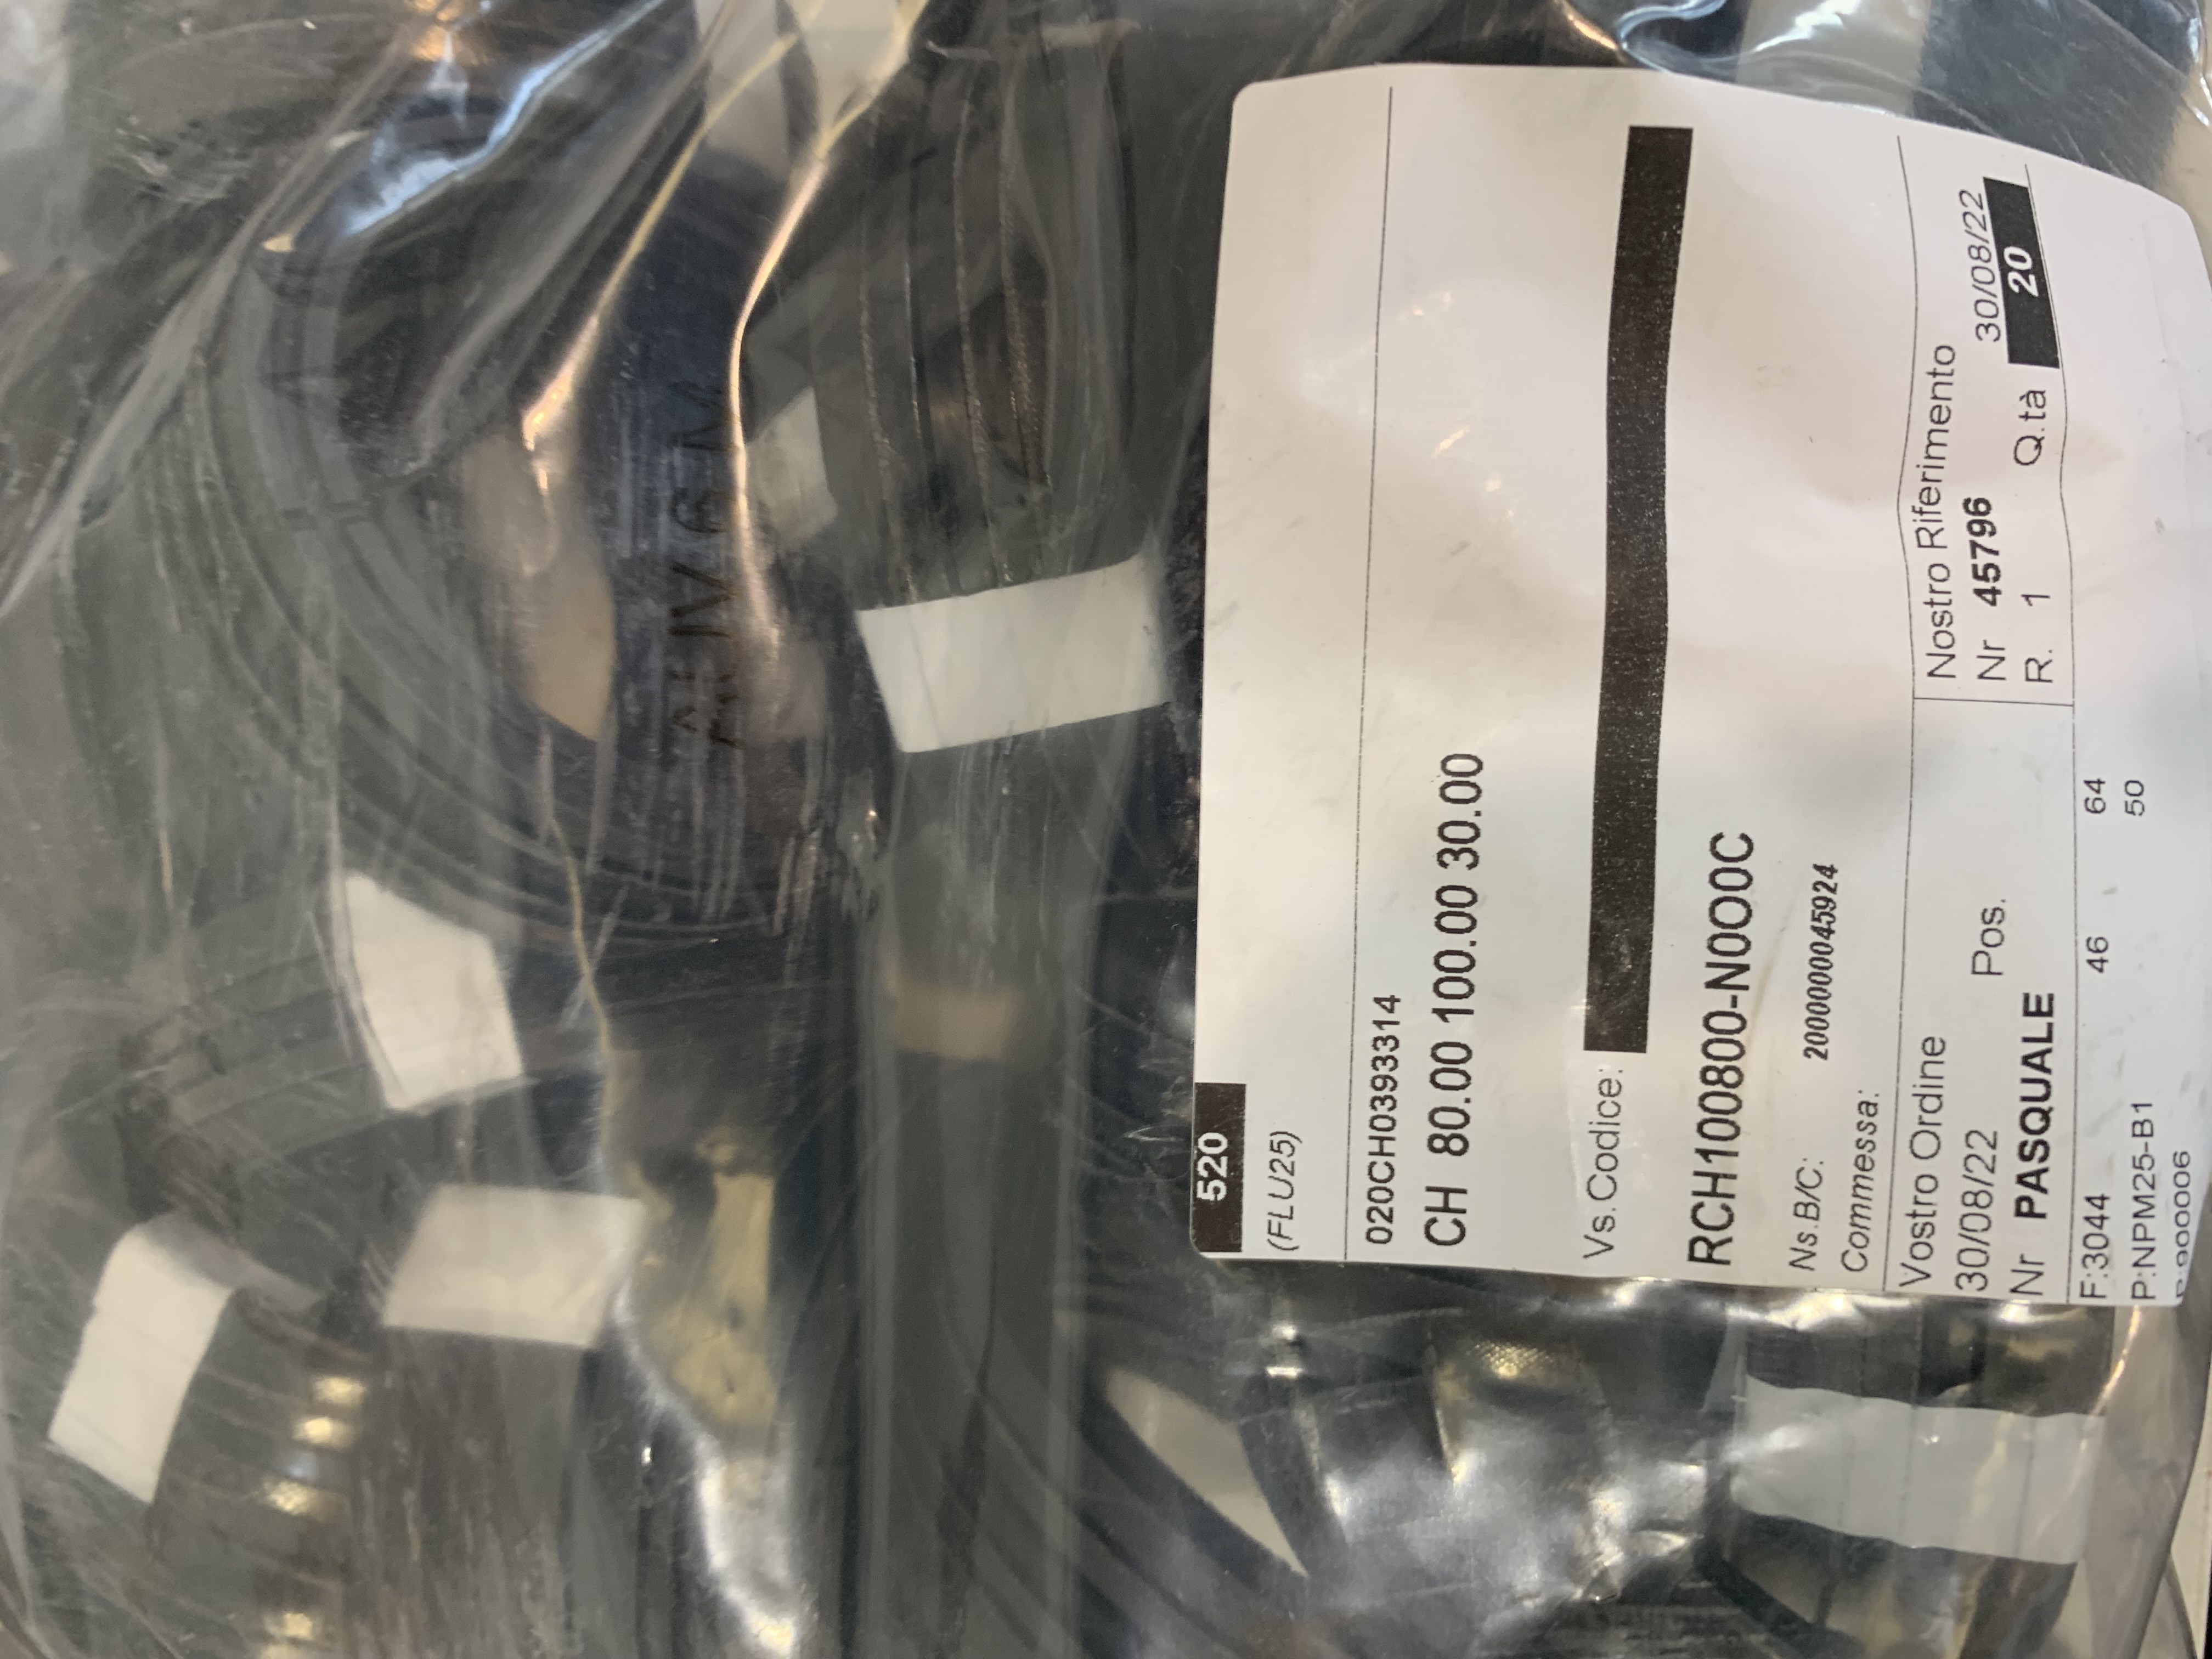 520
(FLU25)
020CH0393314
CH 80.00 100.00 30.00
Vs.Codice:
RCH100800-N0O0C
Ns.B/C: 2000000045924
Commessa:
Vostro Ordine
30/08/22 Pos.
Nr PASQUALE
Nostro Riferimento
Nr 45796 30/08/22
R. 1 Q.tà 20
F:3044 46 64
P:NPM25-B1 50